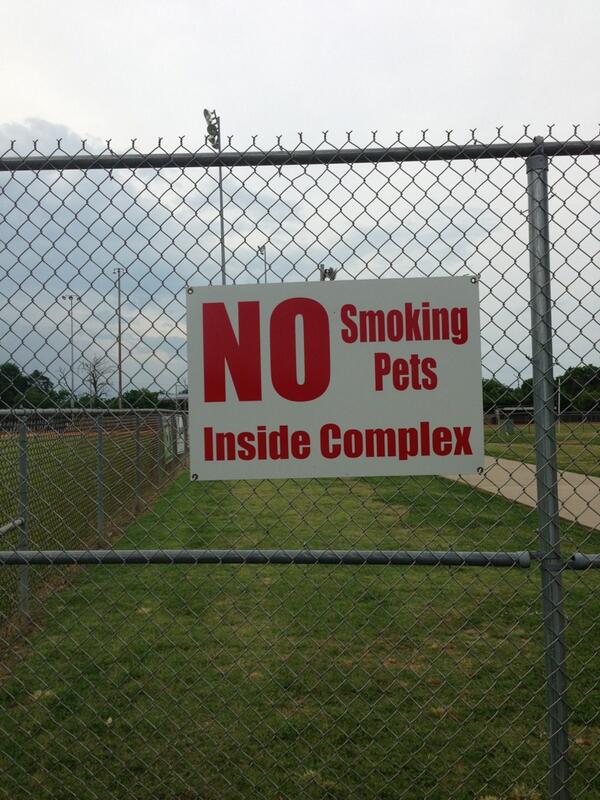 NO Smoking
Pets
Inside Complex